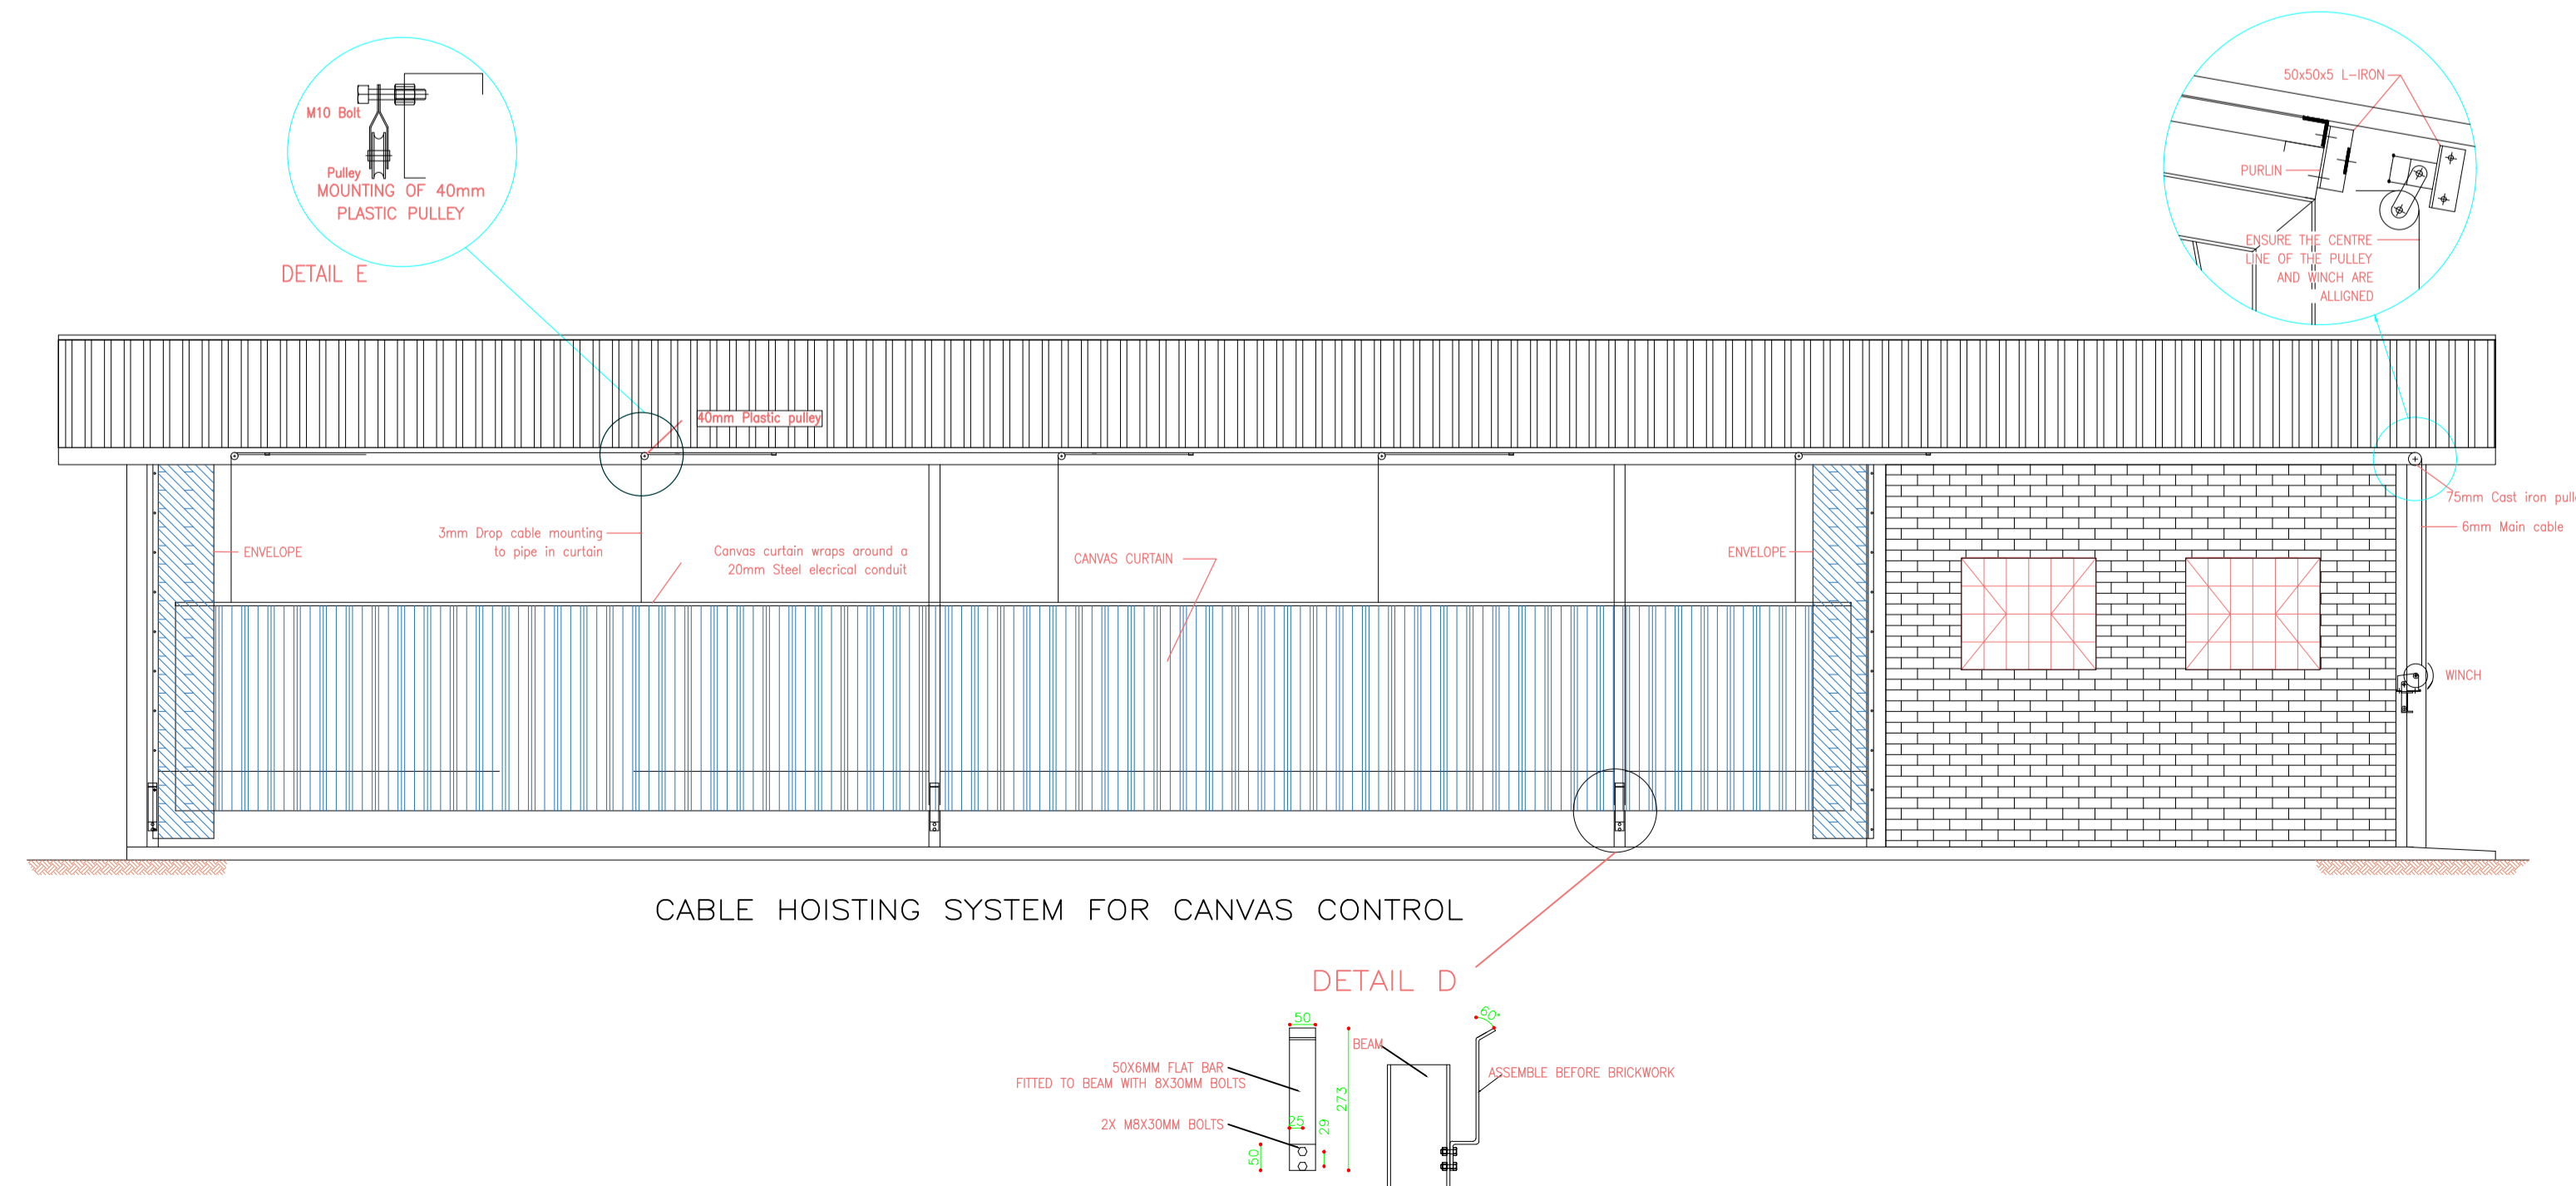 50x50x5 L-IRON
M10 Bolt
Pulley
MOUNTING OF 40mm
PLASTIC PULLEY
PURLIN
ENSURE THE CENTRE
LINE OF THE PULLEY
AND WINCH ARE
ALLIGNED
DETAIL E
40mm Plastic pulley
75mm Cast iron pull
6mm Main cable
3mm Drop cable mounting
to pipe in curtain
ENVELOPE
Canvas curtain wraps around a
20mm Steel elecrical conduit
CANVAS CURTAIN
ENVELOPE
WINCH
CABLE HOISTING SYSTEM FOR CANVAS CONTROL
DETAIL D
50
60°
BEAM
50X6MM FLAT BAR
FITTED TO BEAM WITH 8X30MM BOLTS
ASSEMBLE BEFORE BRICKWORK
273
25
29
2X M8X30MM BOLTS
50